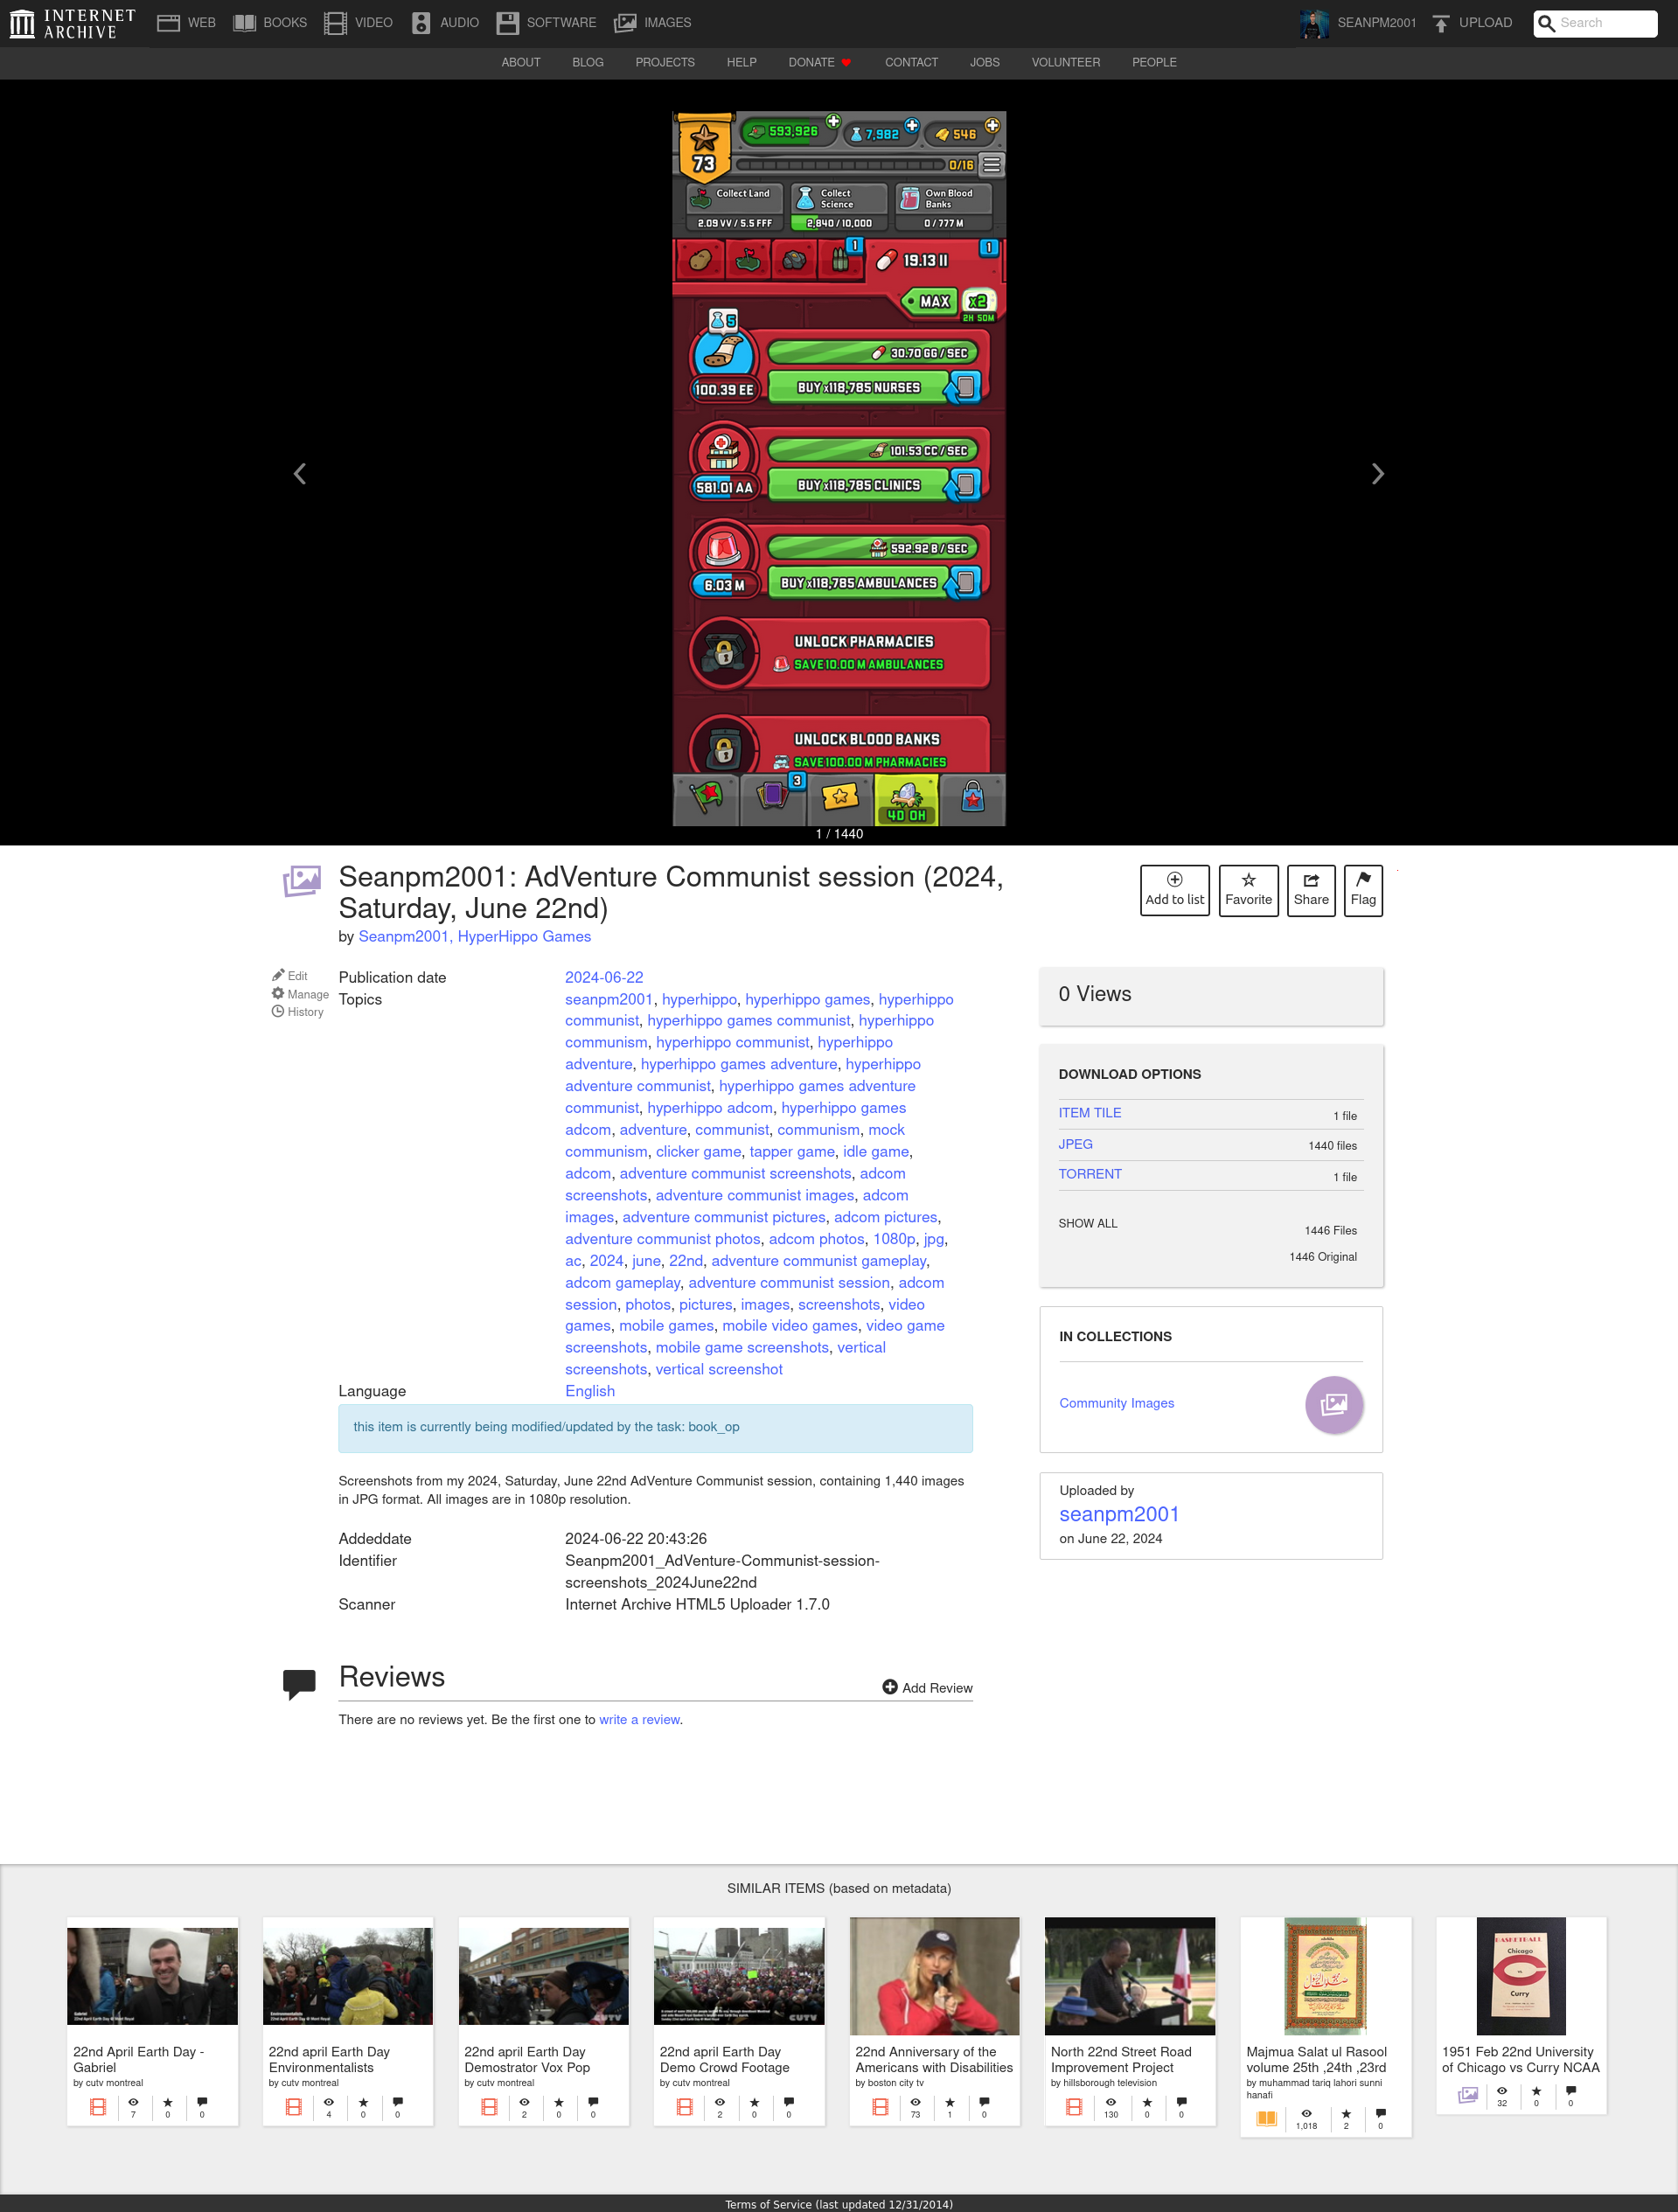 INTERNET ARCHIVE
WEB BOOKS VIDEO AUDIO SOFTWARE IMAGES SEANPM2001 UPLOAD Search
ABOUT BLOG PROJECTS HELP DONATE CONTACT JOBS VOLUNTEER PEOPLE
73
593,926 7,982 546
0/16
Collect Land
2.09 VV / 5.5 FFF
Collect Science
2,840 / 10,000
Own Blood Banks
0 / 777 M
1
19.13 II
1
MAX
x2
2H 50M
5
30.70 GG / SEC
100.39 EE
BUY x118,785 NURSES
101.53 CC / SEC
581.01 AA
BUY x118,785 CLINICS
592.92 B / SEC
6.03 M
BUY x118,785 AMBULANCES
UNLOCK PHARMACIES
SAVE 10.00 M AMBULANCES
UNLOCK BLOOD BANKS
SAVE 100.00 M PHARMACIES
3
4D 0H
1 / 1440
Seanpm2001: AdVenture Communist session (2024,
Saturday, June 22nd)
by Seanpm2001, HyperHippo Games
Add to list
Favorite
Share
Flag
Edit
Manage
History
Publication date 2024-06-22
Topics seanpm2001, hyperhippo, hyperhippo games, hyperhippo
communist, hyperhippo games communist, hyperhippo
communism, hyperhippo communist, hyperhippo
adventure, hyperhippo games adventure, hyperhippo
adventure communist, hyperhippo games adventure
communist, hyperhippo adcom, hyperhippo games
adcom, adventure, communist, communism, mock
communism, clicker game, tapper game, idle game,
adcom, adventure communist screenshots, adcom
screenshots, adventure communist images, adcom
images, adventure communist pictures, adcom pictures,
adventure communist photos, adcom photos, 1080p, jpg,
ac, 2024, june, 22nd, adventure communist gameplay,
adcom gameplay, adventure communist session, adcom
session, photos, pictures, images, screenshots, video
games, mobile games, mobile video games, video game
screenshots, mobile game screenshots, vertical
screenshots, vertical screenshot
Language English
this item is currently being modified/updated by the task: book_op
Screenshots from my 2024, Saturday, June 22nd AdVenture Communist session, containing 1,440 images
in JPG format. All images are in 1080p resolution.
Addeddate 2024-06-22 20:43:26
Identifier Seanpm2001_AdVenture-Communist-session-
screenshots_2024June22nd
Scanner Internet Archive HTML5 Uploader 1.7.0
0 Views
DOWNLOAD OPTIONS
ITEM TILE 1 file
JPEG 1440 files
TORRENT 1 file
SHOW ALL 1446 Files
1446 Original
IN COLLECTIONS
Community Images
Uploaded by
seanpm2001
on June 22, 2024
Reviews
Add Review
There are no reviews yet. Be the first one to write a review.
SIMILAR ITEMS (based on metadata)
22nd April Earth Day -
Gabriel
by cutv montreal
7 0 0
22nd april Earth Day
Environmentalists
by cutv montreal
4 0 0
22nd april Earth Day
Demostrator Vox Pop
by cutv montreal
2 0 0
CUTV
22nd april Earth Day
Demo Crowd Footage
by cutv montreal
2 0 0
CUTV
22nd Anniversary of the
Americans with Disabilities
by boston city tv
73 1 0
North 22nd Street Road
Improvement Project
by hillsborough television
130 0 0
Majmua Salat ul Rasool
volume 25th ,24th ,23rd
by muhammad tariq lahori sunni
hanafi
1,018 2 0
BASKETBALL
Chicago
vs.
Curry
1951 Feb 22nd University
of Chicago vs Curry NCAA
32 0 0
Terms of Service (last updated 12/31/2014)